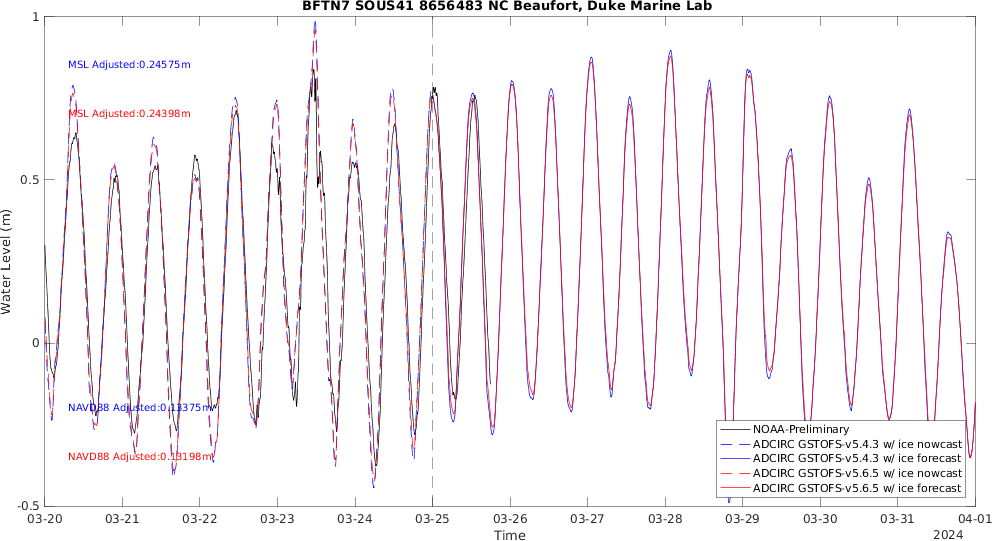 BFTN7 SOUS41 8656483 NC Beaufort, Duke Marine Lab
1
MSL Adjusted:0.24575m
MSL Adjusted:0.24398m
0.5
Water Level (m)
0
NAVD88 Adjusted:0.13375m
NAVD88 Adjusted:0.13198m
NOAA-Preliminary
ADCIRC GSTOFS-v5.4.3 w/ ice nowcast
ADCIRC GSTOFS-v5.4.3 w/ ice forecast
ADCIRC GSTOFS-v5.6.5 w/ ice nowcast
ADCIRC GSTOFS-v5.6.5 w/ ice forecast
-0.5
03-20 03-21 03-22 03-23 03-24 03-25 03-26 03-27 03-28 03-29 03-30 03-31 04-01
Time
2024